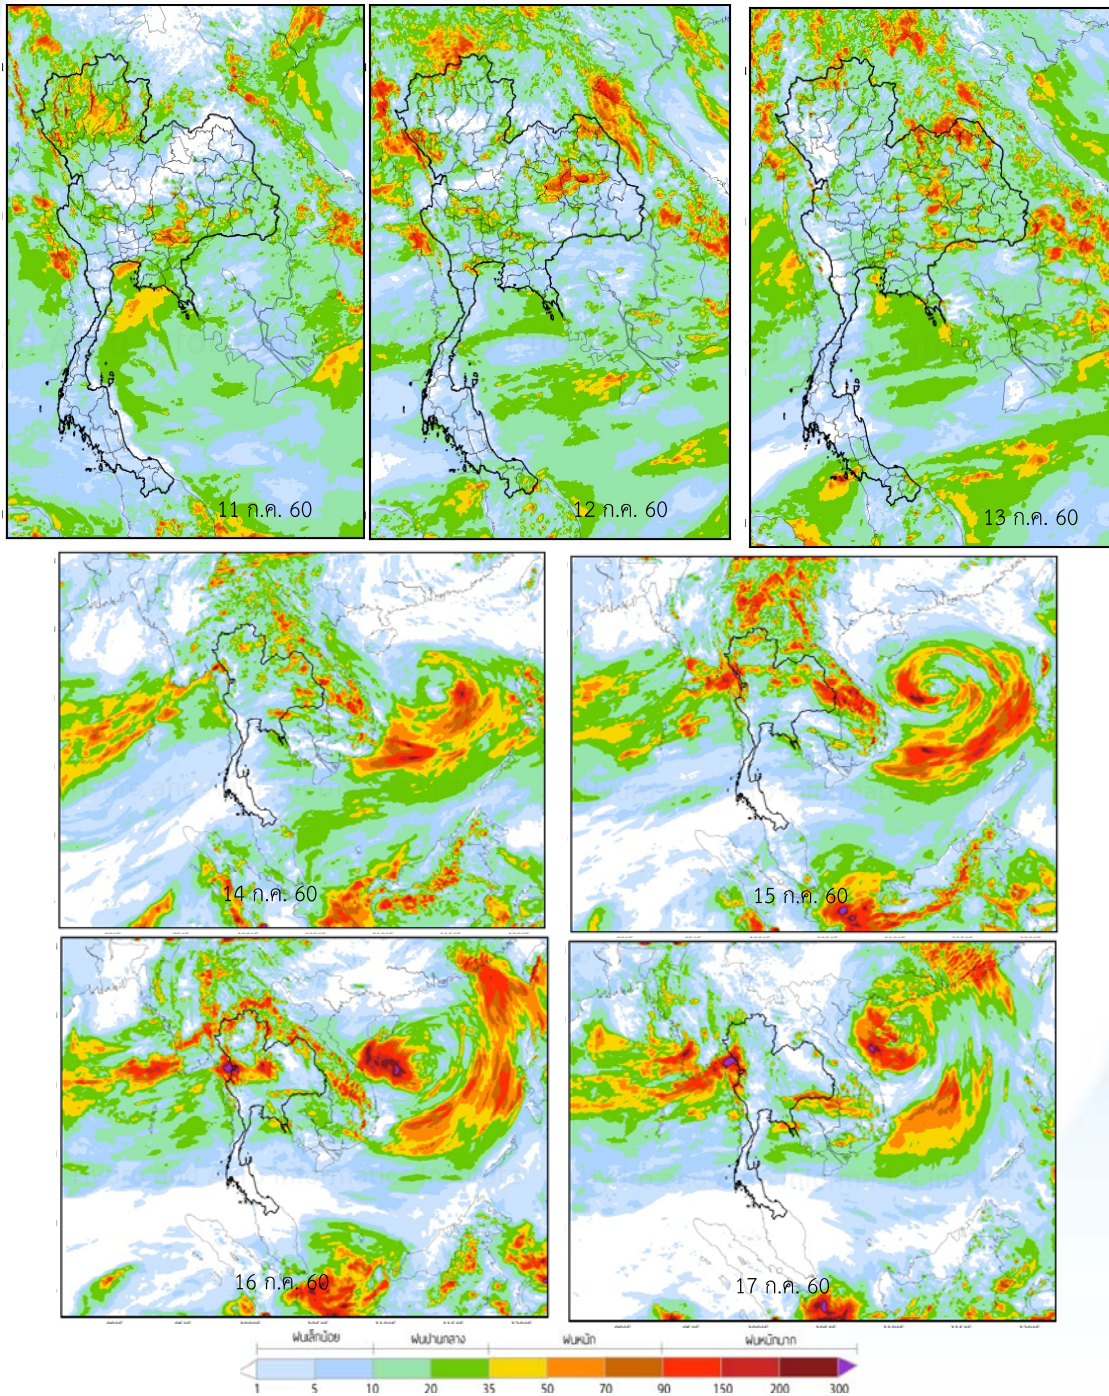 11 ก.ค. 60
12 ก.ค. 60
13 ก.ค. 60
14 ก.ค. 60
15 ก.ค. 60
16 ก.ค. 60
17 ก.ค. 60
ฝนเล็กน้อย ฝนปานกลาง ฝนหนัก ฝนหนักมาก
1 5 10 20 35 50 70 90 150 200 300